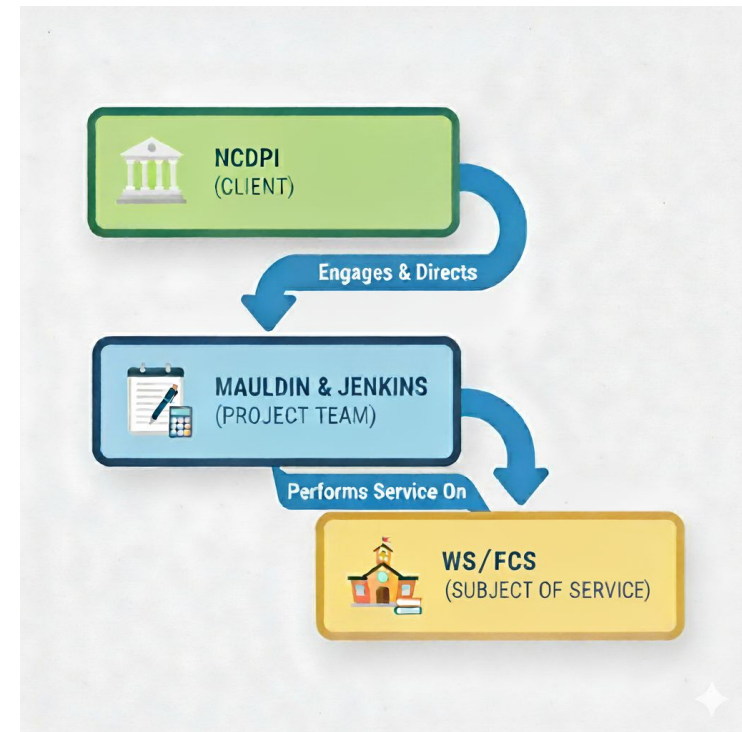 NCDPI
(CLIENT)
Engages & Directs
MAULDIN & JENKINS
(PROJECT TEAM)
Performs Service On
WS/FCS
(SUBJECT OF SERVICE)